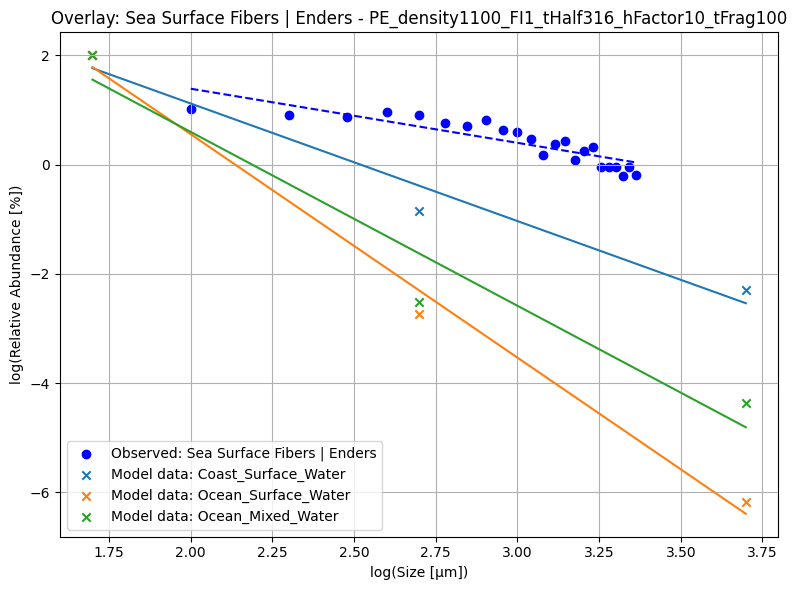 Overlay: Sea Surface Fibers | Enders - PE_density1100_FI1_tHalf316_hFactor10_tFrag100
log(Relative Abundance [%])
2
0
−2
−4
−6
Observed: Sea Surface Fibers | Enders
Model data: Coast_Surface_Water
Model data: Ocean_Surface_Water
Model data: Ocean_Mixed_Water
1.75 2.00 2.25 2.50 2.75 3.00 3.25 3.50 3.75
log(Size [μm])